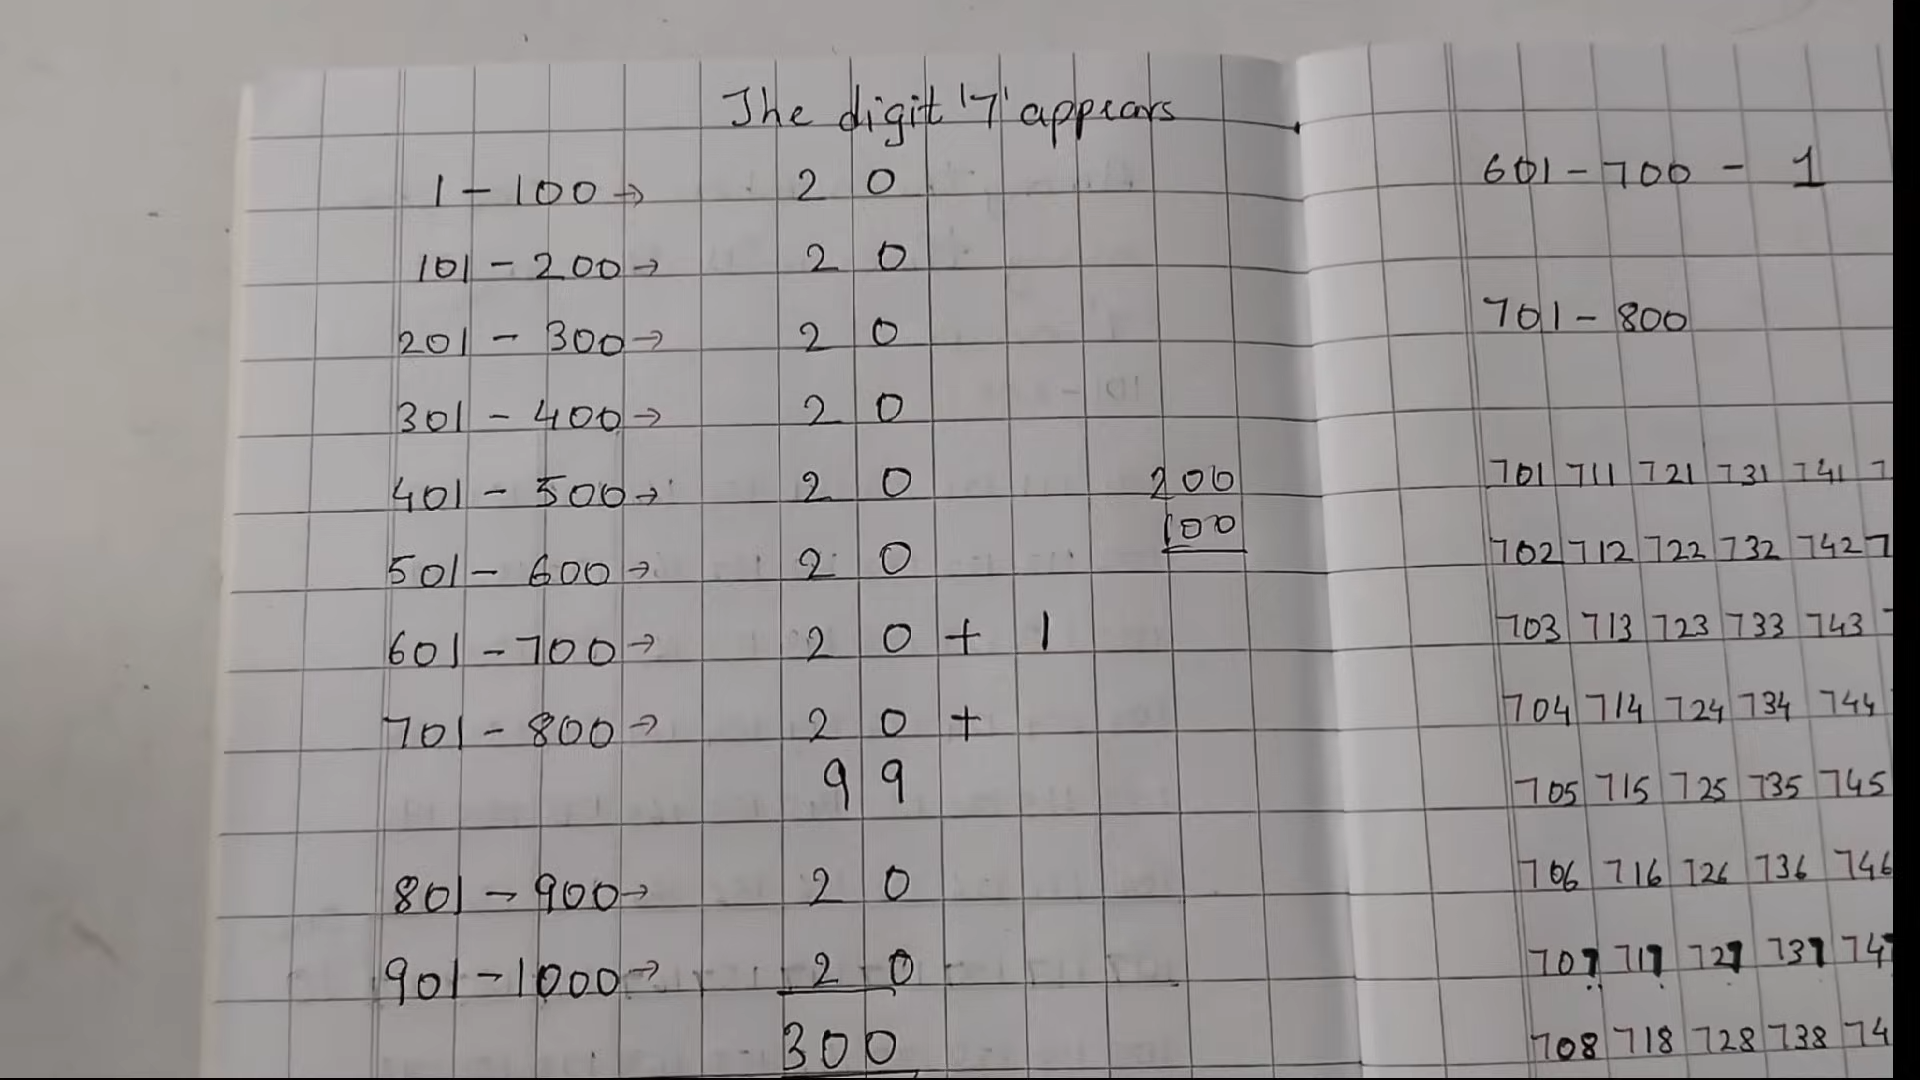 The digit '7' appears
1 - 100 → 20
101 - 200 → 20
201 - 300 → 20
301 - 400 → 20
401 - 500 → 20
501 - 600 → 20
601 - 700 → 20 + 1
701 - 800 → 20 +
99
801 - 900 → 20
901 - 1000 → 20
300
200
100
601 - 700 - 1
701 - 800
701 711 721 731 741 7
702 712 722 732 742 7
703 713 723 733 743
704 714 724 734 744
705 715 725 735 745
706 716 726 736 746
707 717 727 737 747
708 718 728 738 74